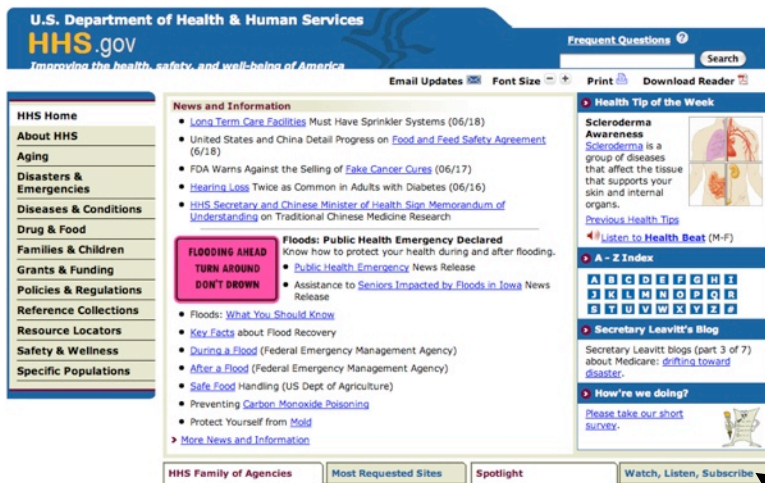 U.S. Department of Health & Human Services
HHS.gov
Improving the health, safety, and well-being of America
Frequent Questions
Search
Email Updates Font Size Print Download Reader
HHS Home
About HHS
Aging
Disasters &
Emergencies
Diseases & Conditions
Drug & Food
Families & Children
Grants & Funding
Policies & Regulations
Reference Collections
Resource Locators
Safety & Wellness
Specific Populations
News and Information
Long Term Care Facilities Must Have Sprinkler Systems (06/18)
United States and China Detail Progress on Food and Feed Safety Agreement
(6/18)
FDA Warns Against the Selling of Fake Cancer Cures (06/17)
Hearing Loss Twice as Common in Adults with Diabetes (06/16)
HHS Secretary and Chinese Minister of Health Sign Memorandum of
Understanding on Traditional Chinese Medicine Research
FLOODING AHEAD
TURN AROUND
DON'T DROWN
Floods: Public Health Emergency Declared
Know how to protect your health during and after flooding.
Public Health Emergency News Release
Assistance to Seniors Impacted by Floods in Iowa News
Release
Floods: What You Should Know
Key Facts about Flood Recovery
During a Flood (Federal Emergency Management Agency)
After a Flood (Federal Emergency Management Agency)
Safe Food Handling (US Dept of Agriculture)
Preventing Carbon Monoxide Poisoning
Protect Yourself from Mold
More News and Information
Health Tip of the Week
Scleroderma
Awareness
Scleroderma is a
group of diseases
that affect the tissue
that supports your
skin and internal
organs.
Previous Health Tips
Listen to Health Beat (M-F)
A - Z Index
A B C D E F G H I
J K L M N O P Q R
S T U V W X Y Z #
Secretary Leavitt's Blog
Secretary Leavitt blogs (part 3 of 7)
about Medicare: drifting toward
disaster.
How're we doing?
Please take our short
survey.
HHS Family of Agencies
Most Requested Sites
Spotlight
Watch, Listen, Subscribe